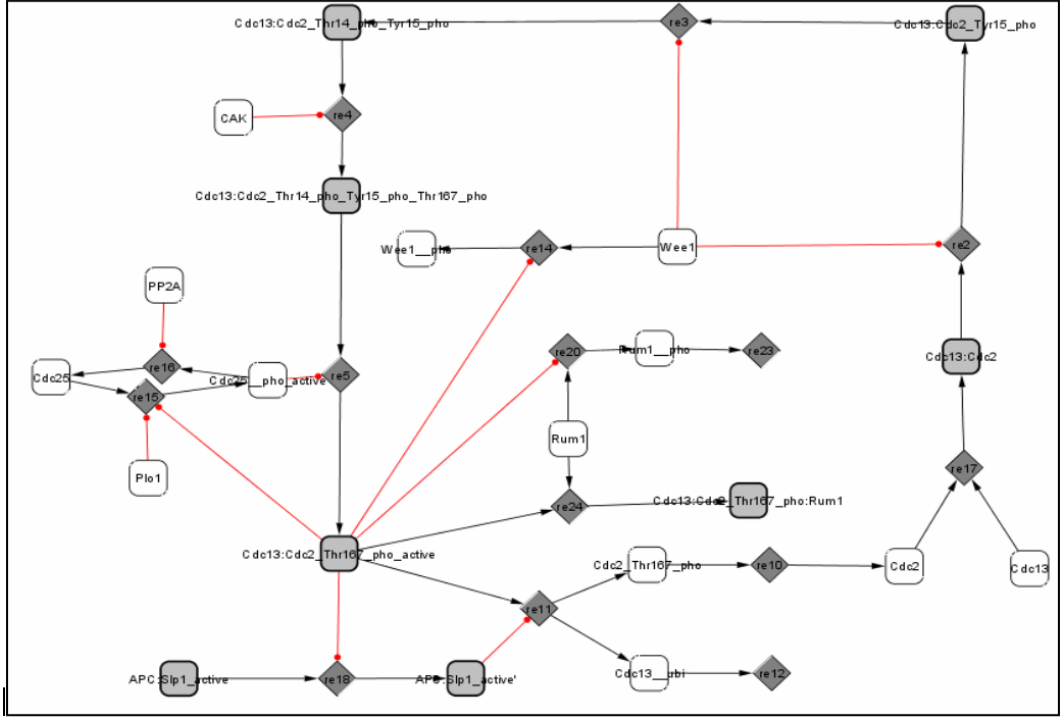 Cdc13:Cdc2_Thr14_pho_Tyr15_pho
re3
Cdc13:Cdc2_Tyr15_pho
CAK
re4
Cdc13:Cdc2_Thr14_pho_Tyr15_pho_Thr167_pho
Wee1__pho
re14
Wee1
re2
PP2A
re16
Cdc25
Cdc25__pho_active
re5
re15
re20
Rum1__pho
re23
Cdc13:Cdc2
Plo1
Rum1
re17
re24
Cdc13:Cdc2_Thr167_pho:Rum1
Cdc13:Cdc2_Thr167_pho_active
Cdc2_Thr167_pho
re10
Cdc2
Cdc13
re11
APC:Slp1_active
re18
APC:Slp1_active'
Cdc13__ubi
re12